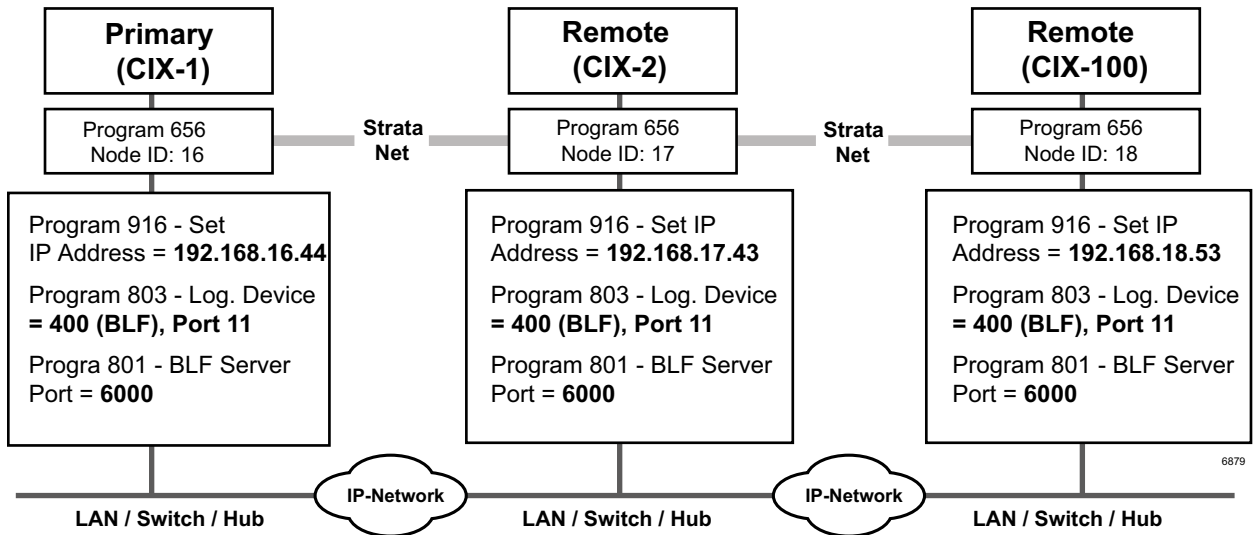 Primary
(CIX-1)
Program 656
Node ID: 16
Program 916 - Set
IP Address = 192.168.16.44
Program 803 - Log. Device
= 400 (BLF), Port 11
Progra 801 - BLF Server
Port = 6000
Strata
Net
Remote
(CIX-2)
Program 656
Node ID: 17
Program 916 - Set IP
Address = 192.168.17.43
Program 803 - Log. Device
= 400 (BLF), Port 11
Program 801 - BLF Server
Port = 6000
Strata
Net
Remote
(CIX-100)
Program 656
Node ID: 18
Program 916 - Set IP
Address = 192.168.18.53
Program 803 - Log. Device
= 400 (BLF), Port 11
Program 801 - BLF Server
Port = 6000
6879
LAN / Switch / Hub
IP-Network
LAN / Switch / Hub
IP-Network
LAN / Switch / Hub